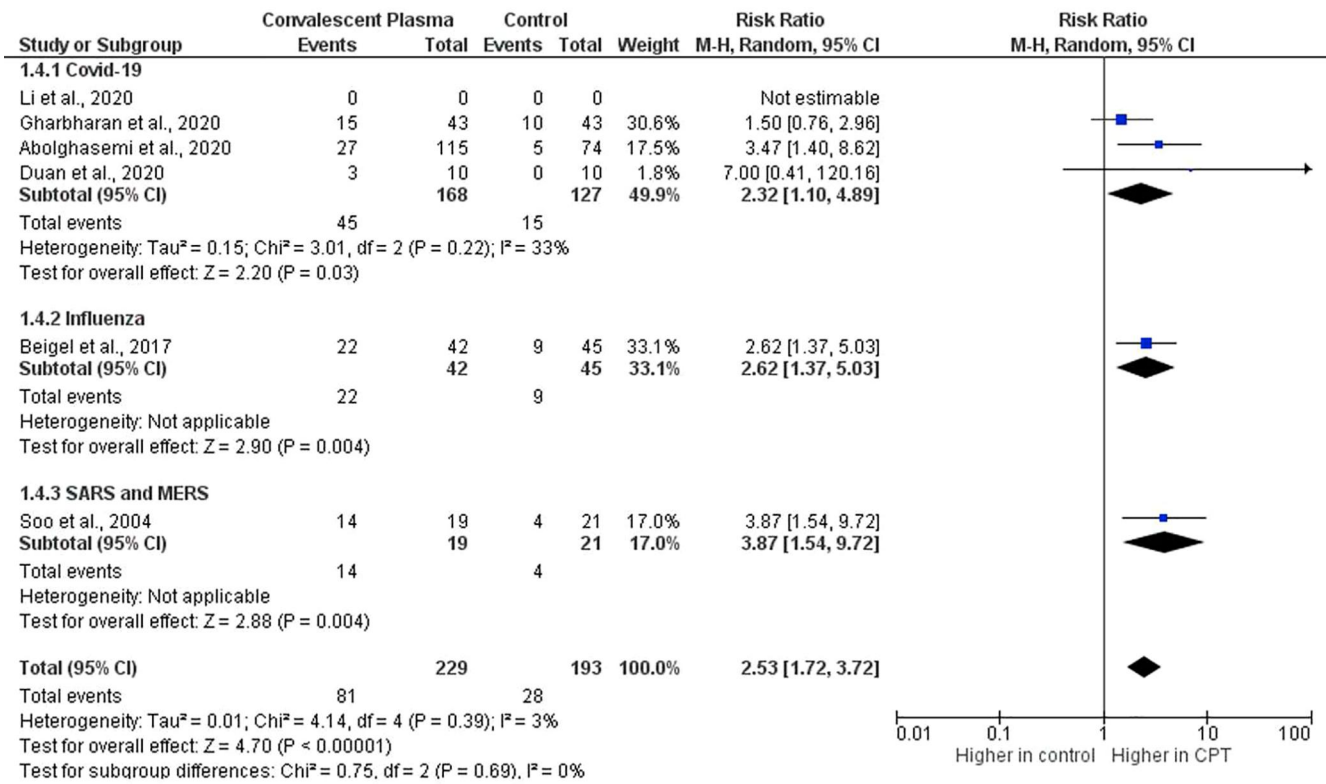 Convalescent Plasma Control Risk Ratio Risk Ratio
Study or Subgroup Events Total Events Total Weight M-H, Random, 95% CI M-H, Random, 95% CI
1.4.1 Covid-19
Li et al., 2020 0 0 0 0 Not estimable
Gharbharan et al., 2020 15 43 10 43 30.6% 1.50 [0.76, 2.96]
Abolghasemi et al., 2020 27 115 5 74 17.5% 3.47 [1.40, 8.62]
Duan et al., 2020 3 10 0 10 1.8% 7.00 [0.41, 120.16]
Subtotal (95% CI) 168 127 49.9% 2.32 [1.10, 4.89]
Total events 45 15
Heterogeneity: Tau² = 0.15; Chi² = 3.01, df = 2 (P = 0.22); I² = 33%
Test for overall effect: Z = 2.20 (P = 0.03)
1.4.2 Influenza
Beigel et al., 2017 22 42 9 45 33.1% 2.62 [1.37, 5.03]
Subtotal (95% CI) 42 45 33.1% 2.62 [1.37, 5.03]
Total events 22 9
Heterogeneity: Not applicable
Test for overall effect: Z = 2.90 (P = 0.004)
1.4.3 SARS and MERS
Soo et al., 2004 14 19 4 21 17.0% 3.87 [1.54, 9.72]
Subtotal (95% CI) 19 21 17.0% 3.87 [1.54, 9.72]
Total events 14 4
Heterogeneity: Not applicable
Test for overall effect: Z = 2.88 (P = 0.004)
Total (95% CI) 229 193 100.0% 2.53 [1.72, 3.72]
Total events 81 28
Heterogeneity: Tau² = 0.01; Chi² = 4.14, df = 4 (P = 0.39); I² = 3%
Test for overall effect: Z = 4.70 (P < 0.00001)
Test for subgroup differences: Chi² = 0.75, df = 2 (P = 0.69), I² = 0%
0.01 0.1 1 10 100
Higher in control Higher in CPT